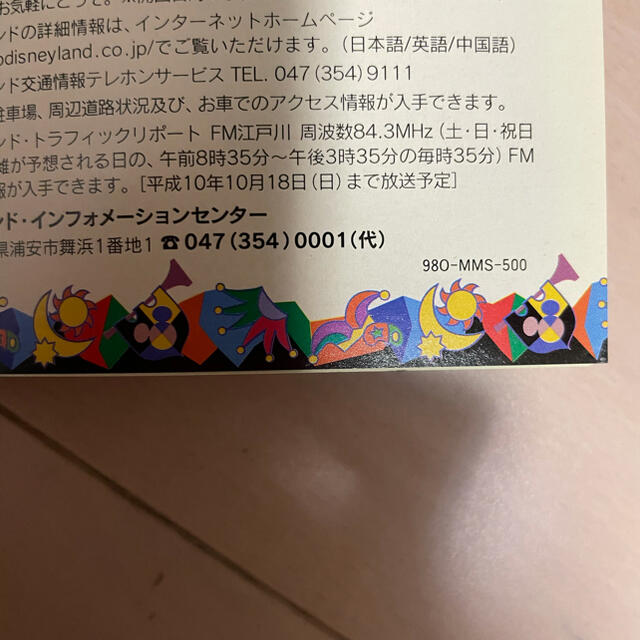 お気軽にどうぞ。
ンドの詳細情報は、インターネットホームページ
odisneyland.co.jp/でご覧いただけます。(日本語/英語/中国語)
ンド交通情報テレホンサービス TEL. 047(354)9111
駐車場、周辺道路状況及び、お車でのアクセス情報が入手できます。
ンド・トラフィックリポート FM江戸川 周波数84.3MHz(土・日・祝日
雑が予想される日の、午前8時35分～午後3時35分の毎時35分)FM
報が入手できます。[平成10年10月18日(日)まで放送予定]
ンド・インフォメーションセンター
県浦安市舞浜1番地1 ☎047(354)0001(代)
98O-MMS-500